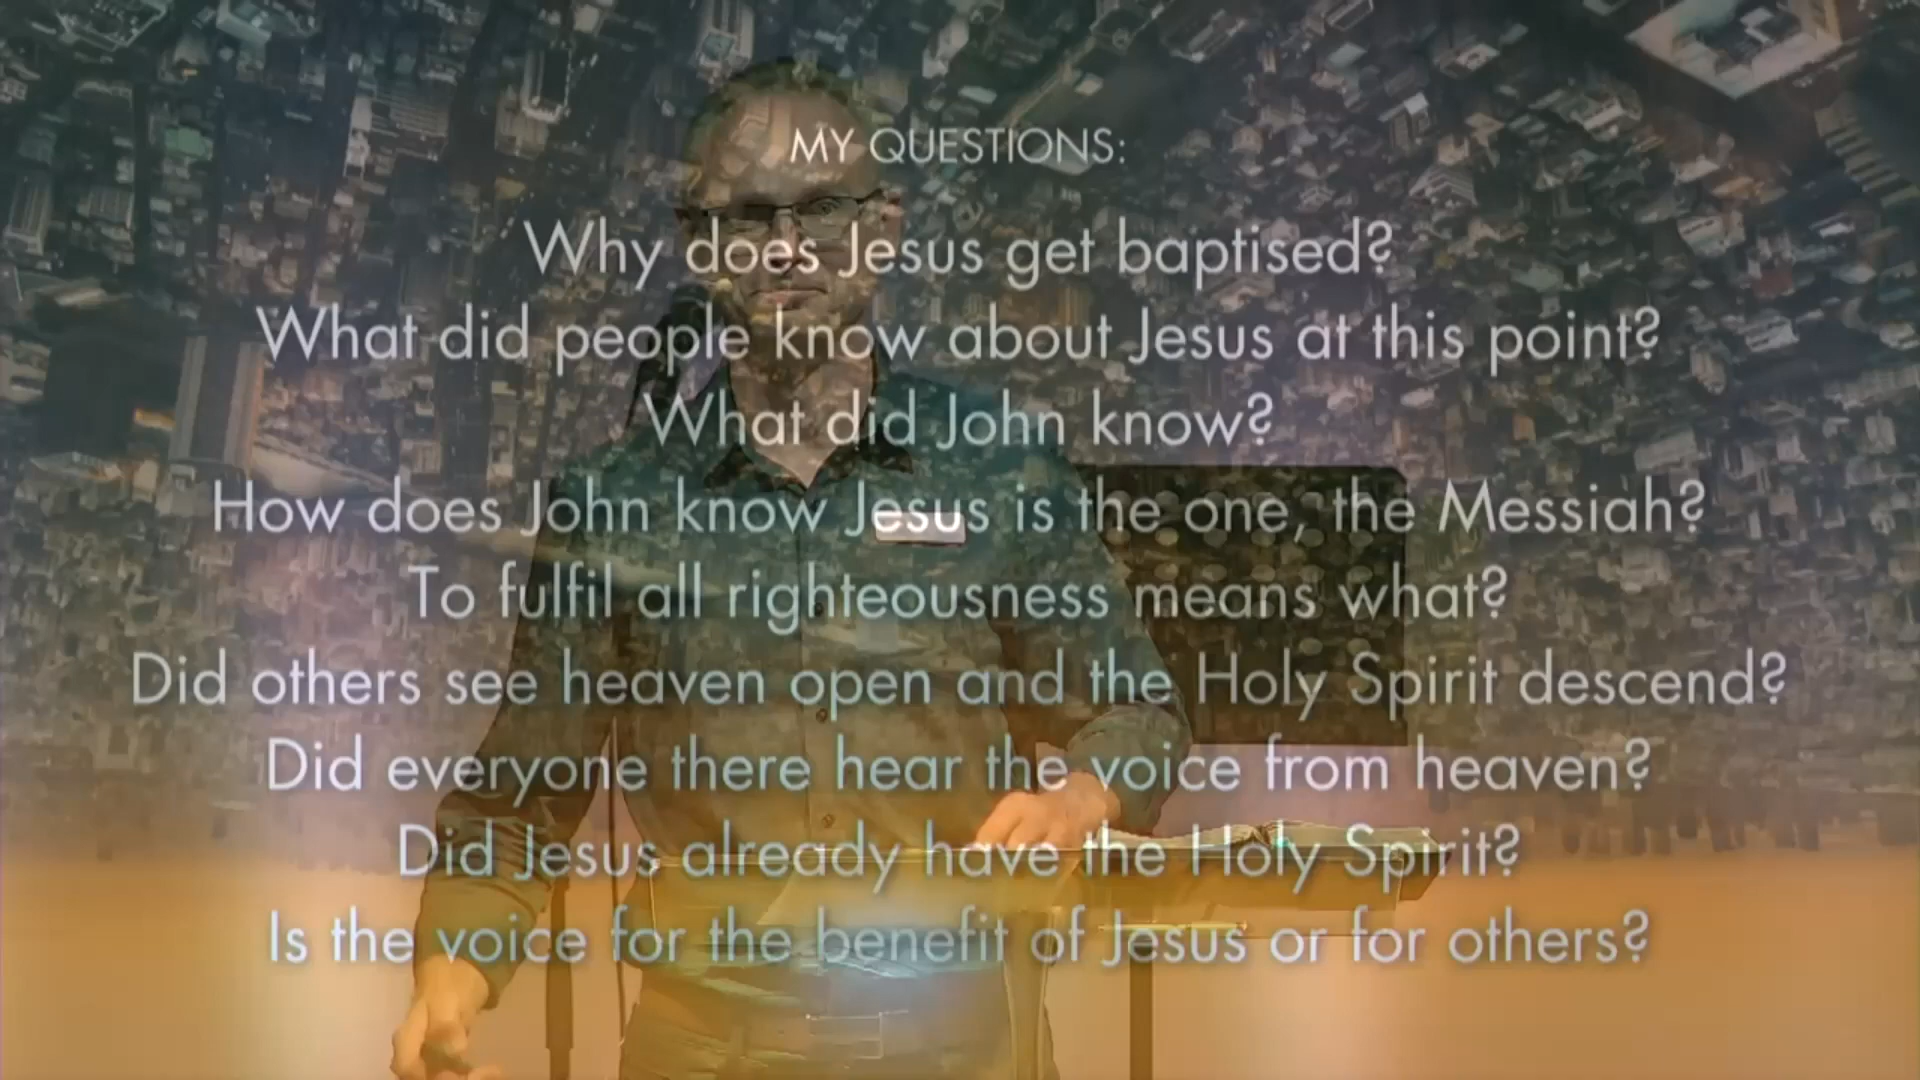 MY QUESTIONS:
Why does Jesus get baptised?
What did people know about Jesus at this point?
What did John know?
How does John know Jesus is the one, the Messiah?
To fulfil all righteousness means what?
Did others see heaven open and the Holy Spirit descend?
Did everyone there hear the voice from heaven?
Did Jesus already have the Holy Spirit?
Is the voice for the benefit of Jesus or for others?